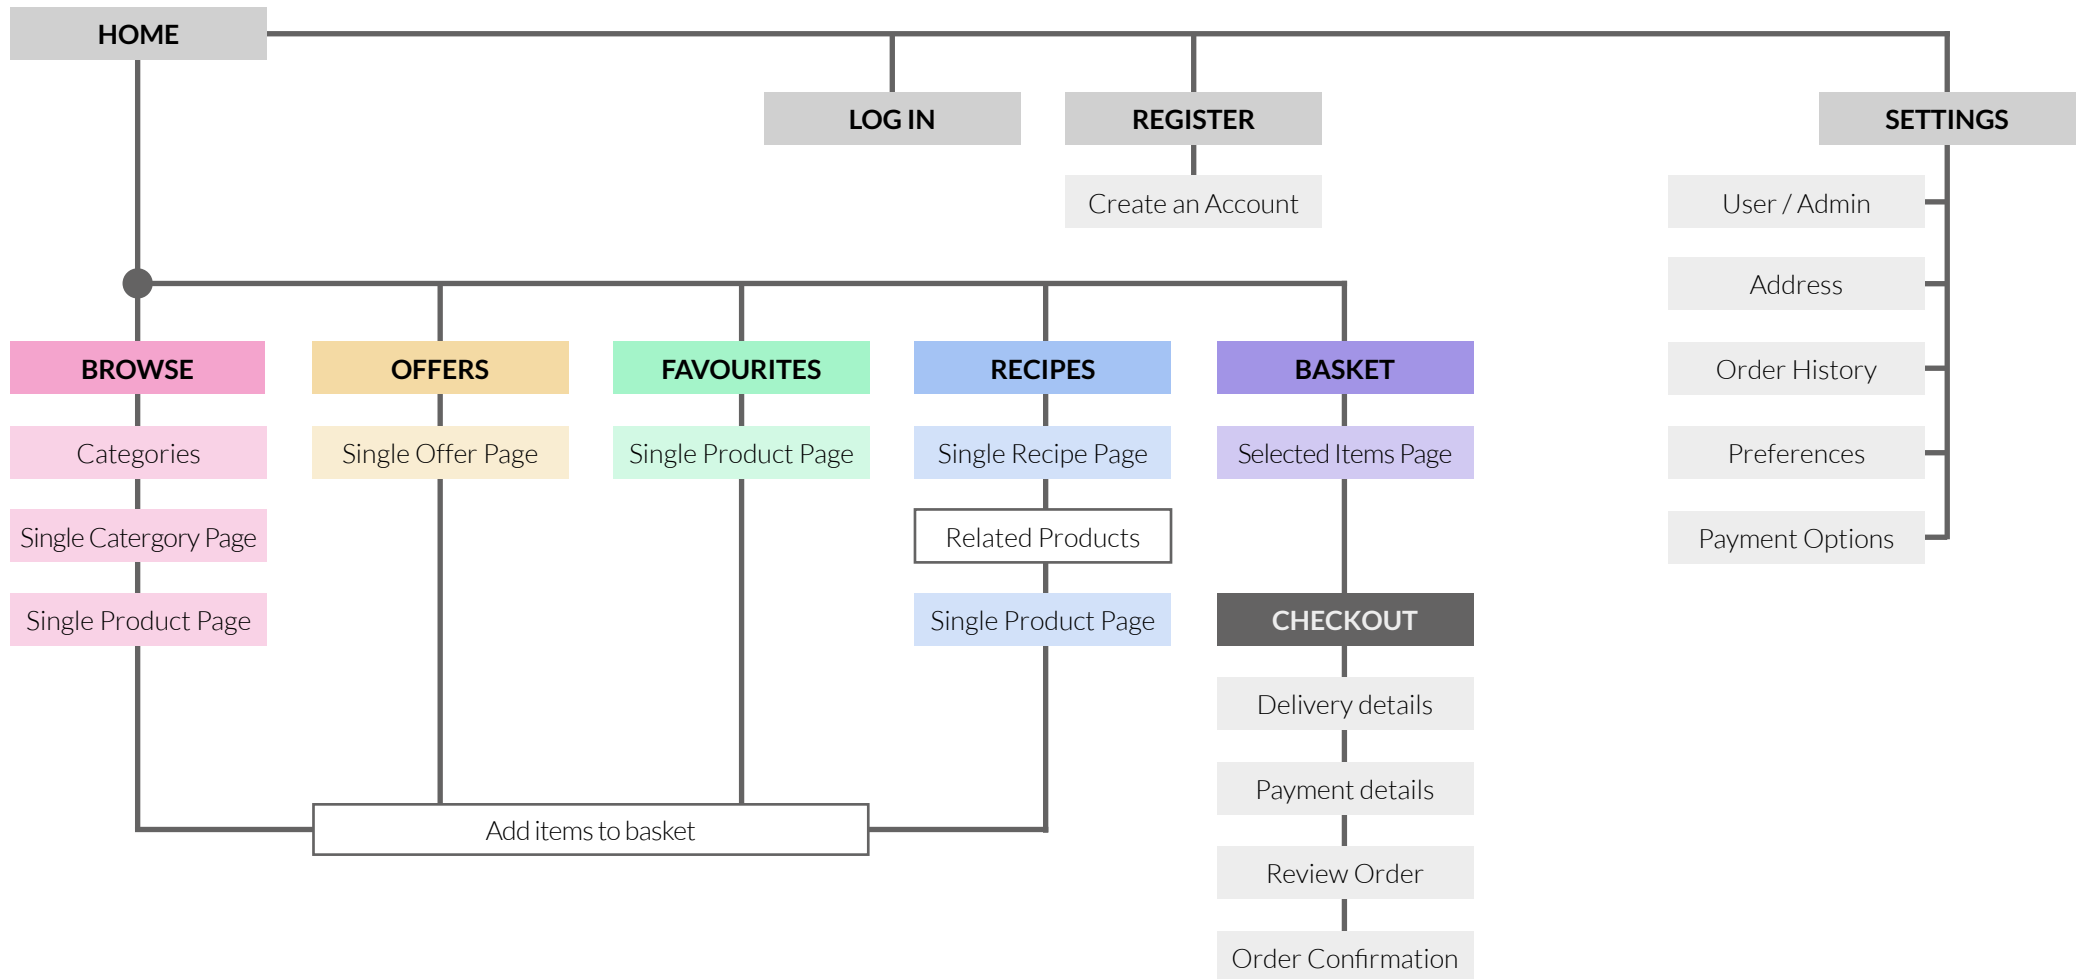 HOME
LOG IN
REGISTER
SETTINGS
Create an Account
User / Admin
Address
Order History
Preferences
Payment Options
BROWSE
OFFERS
FAVOURITES
RECIPES
BASKET
Categories
Single Offer Page
Single Product Page
Single Recipe Page
Selected Items Page
Single Catergory Page
Related Products
Single Product Page
Single Product Page
CHECKOUT
Delivery details
Payment details
Add items to basket
Review Order
Order Confirmation